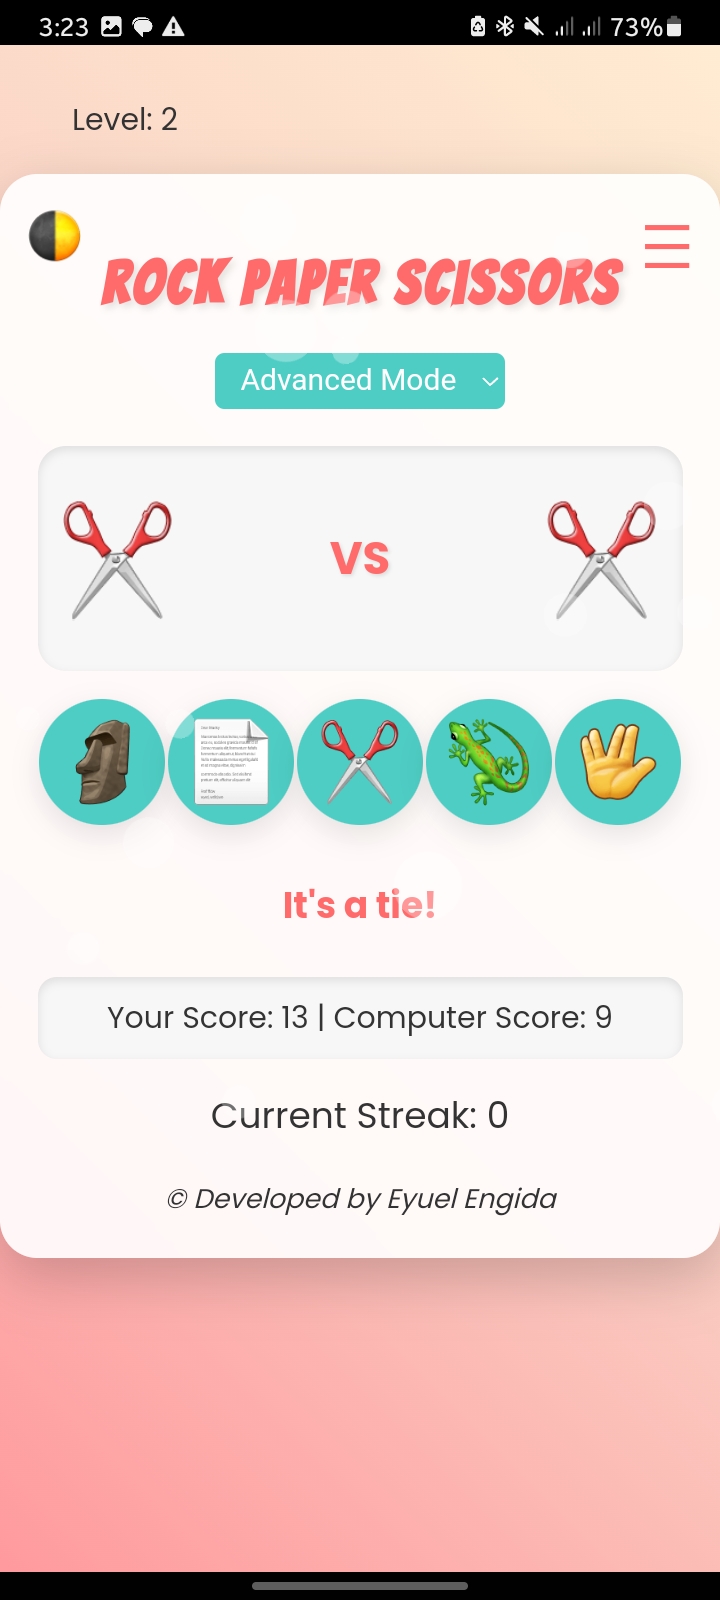 3:23 73%
Level: 2
ROCK PAPER SCISSORS
Advanced Mode
VS
It's a tie!
Your Score: 13 | Computer Score: 9
Current Streak: 0
© Developed by Eyuel Engida